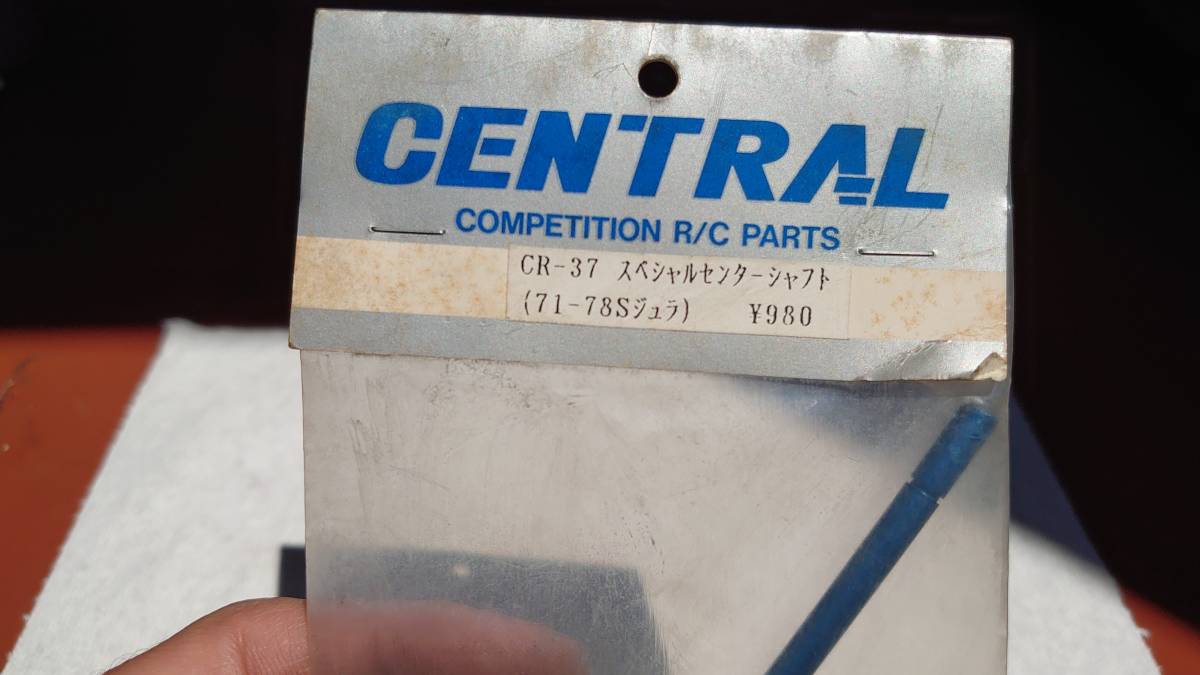 CENTRAL
COMPETITION R/C PARTS
CR-37 スペシャルセンターシャフト
(71-78Sジュラ) ¥980